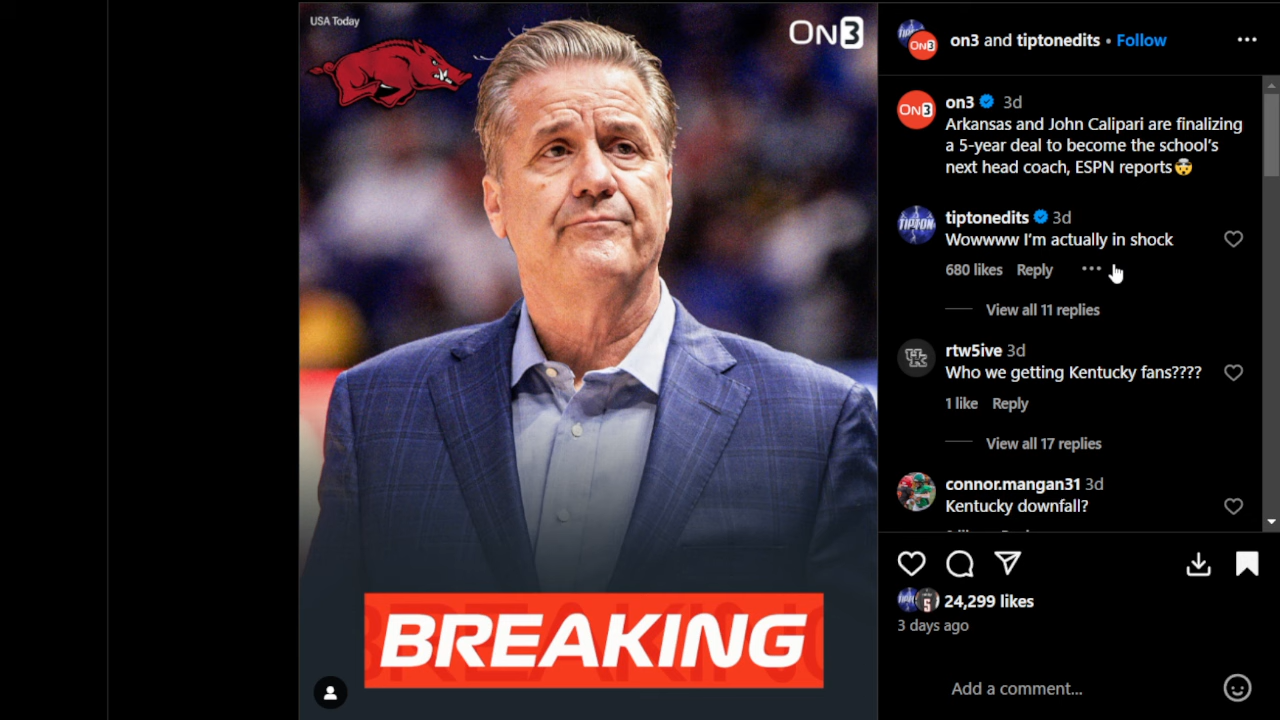 USA Today
ON3
BREAKING
on3 and tiptonedits • Follow
ON3
on3 3d
Arkansas and John Calipari are finalizing
a 5-year deal to become the school's
next head coach, ESPN reports🤯
TIPTON
tiptonedits 3d
Wowwww I'm actually in shock
680 likes Reply
View all 11 replies
rtw5ive 3d
Who we getting Kentucky fans????
1 like Reply
View all 17 replies
connor.mangan31 3d
Kentucky downfall?
24,299 likes
3 days ago
Add a comment...